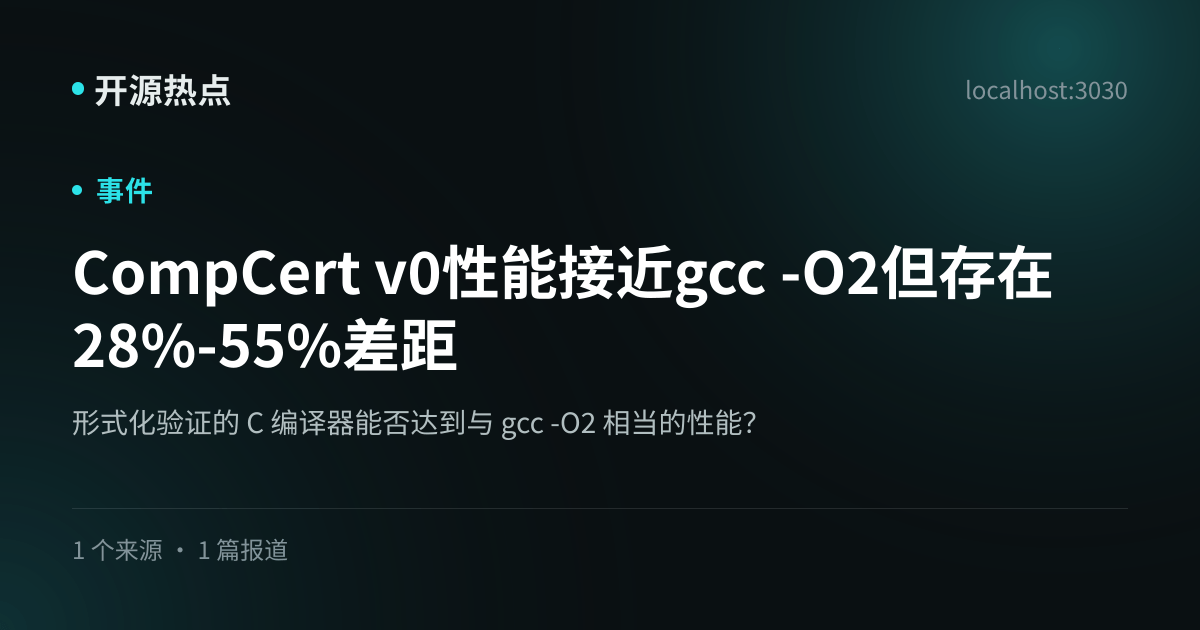 开源热点
localhost:3030
事件
CompCert v0性能接近gcc -O2但存在
28%-55%差距
形式化验证的 C 编译器能否达到与 gcc -O2 相当的性能？
1 个来源 · 1 篇报道